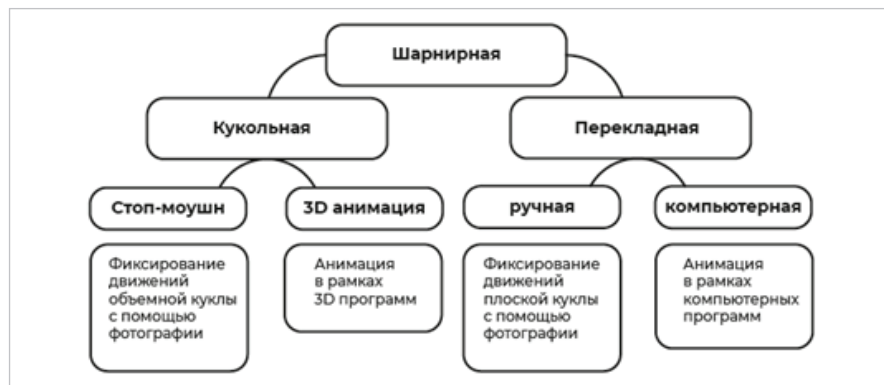 Шарнирная
Кукольная
Перекладная
Стоп-моушн
3D анимация
ручная
компьютерная
Фиксирование
движений
объемной куклы
с помощью
фотографии
Анимация
в рамках
3D программ
Фиксирование
движений
плоской куклы
с помощью
фотографии
Анимация
в рамках
компьютерных
программ